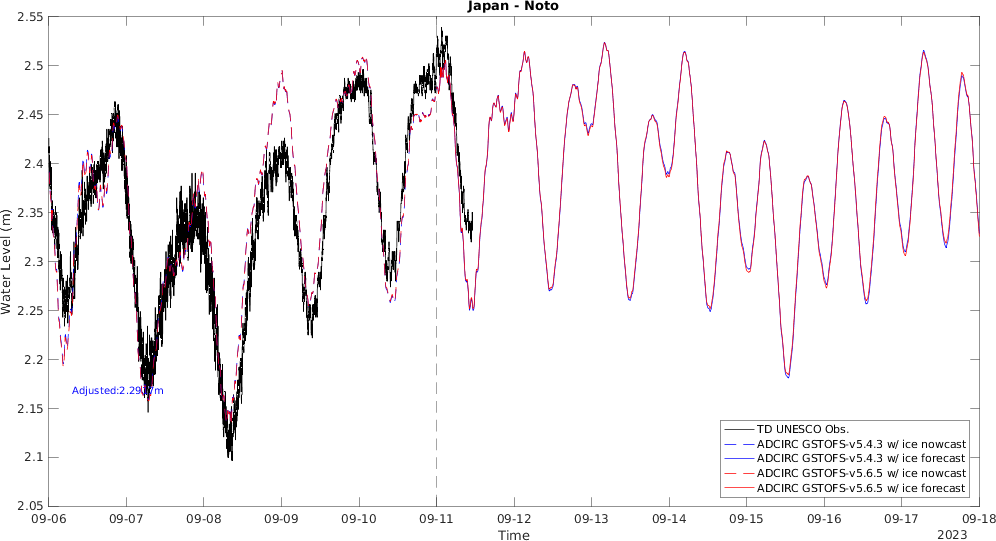 Japan - Noto
2.55
2.5
2.45
2.4
2.35
2.3
2.25
2.2
2.15
2.1
2.05
Water Level (m)
TD UNESCO Obs.
ADCIRC GSTOFS-v5.4.3 w/ ice nowcast
ADCIRC GSTOFS-v5.4.3 w/ ice forecast
ADCIRC GSTOFS-v5.6.5 w/ ice nowcast
ADCIRC GSTOFS-v5.6.5 w/ ice forecast
09-06 09-07 09-08 09-09 09-10 09-11 09-12 09-13 09-14 09-15 09-16 09-17 09-18
Time
2023